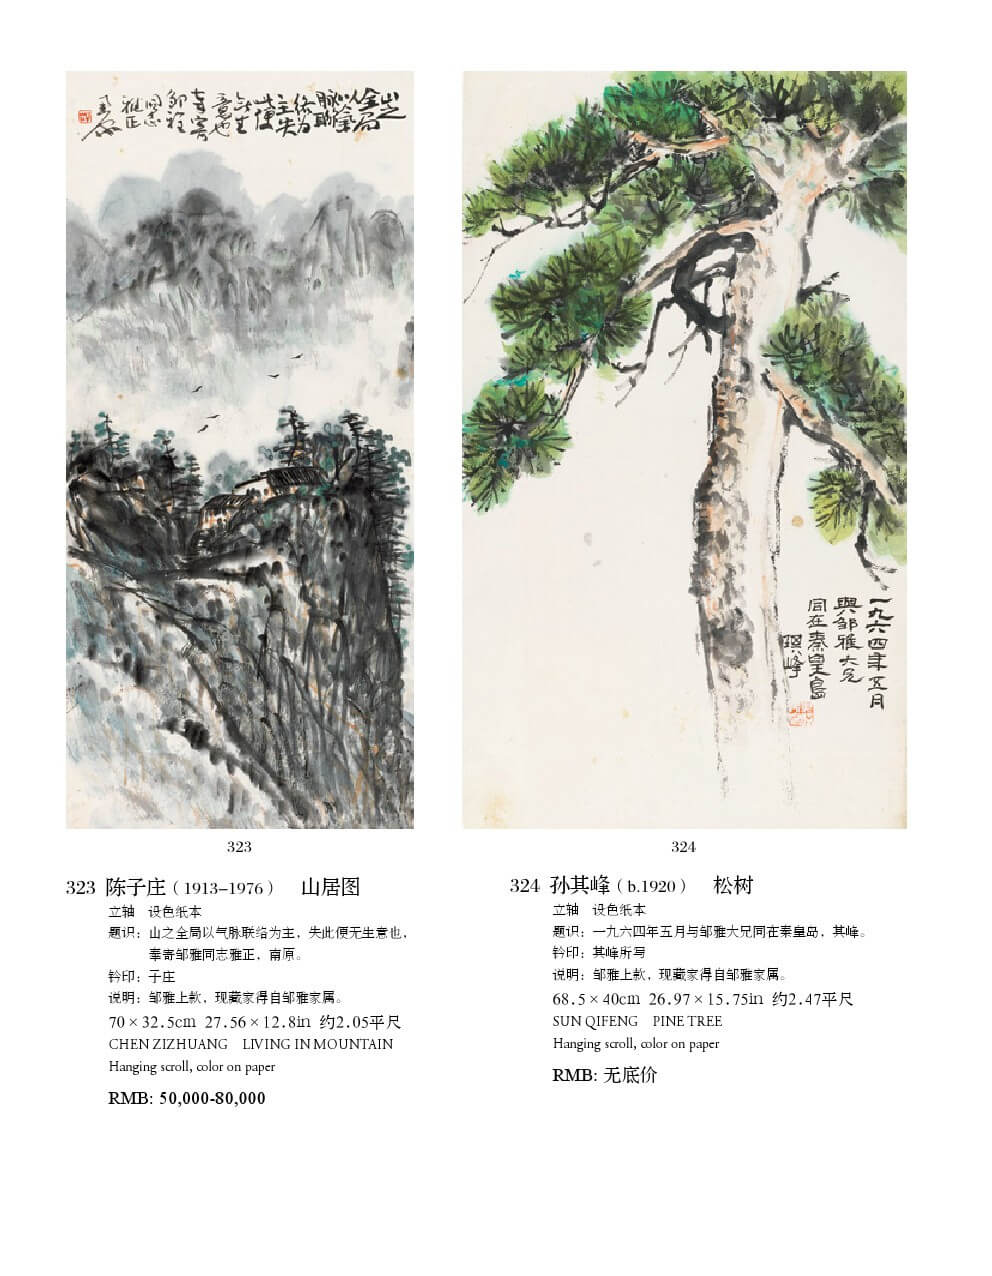 山之
全局
以气
脉联
络为
主失
此便
无生
意也
奉寄
邹雅
同志
雅正
南原
一九六四年五月
與邹雅大兄
同在秦皇島
其峰
323
324
323 陈子庄（1913–1976） 山居图
立轴 设色纸本
题识：山之全局以气脉联络为主，失此便无生意也，
奉寄邹雅同志雅正，南原。
钤印：子庄
说明：邹雅上款，现藏家得自邹雅家属。
70×32.5cm 27.56×12.8in 约2.05平尺
CHEN ZIZHUANG LIVING IN MOUNTAIN
Hanging scroll, color on paper
RMB: 50,000-80,000
324 孙其峰（b.1920） 松树
立轴 设色纸本
题识：一九六四年五月与邹雅大兄同在秦皇岛，其峰。
钤印：其峰所写
说明：邹雅上款，现藏家得自邹雅家属。
68.5×40cm 26.97×15.75in 约2.47平尺
SUN QIFENG PINE TREE
Hanging scroll, color on paper
RMB: 无底价